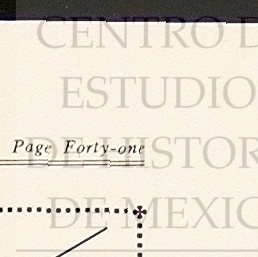 CENTRO D
ESTUDIO
DE HISTOR
DE MEXIC
Page Forty-one